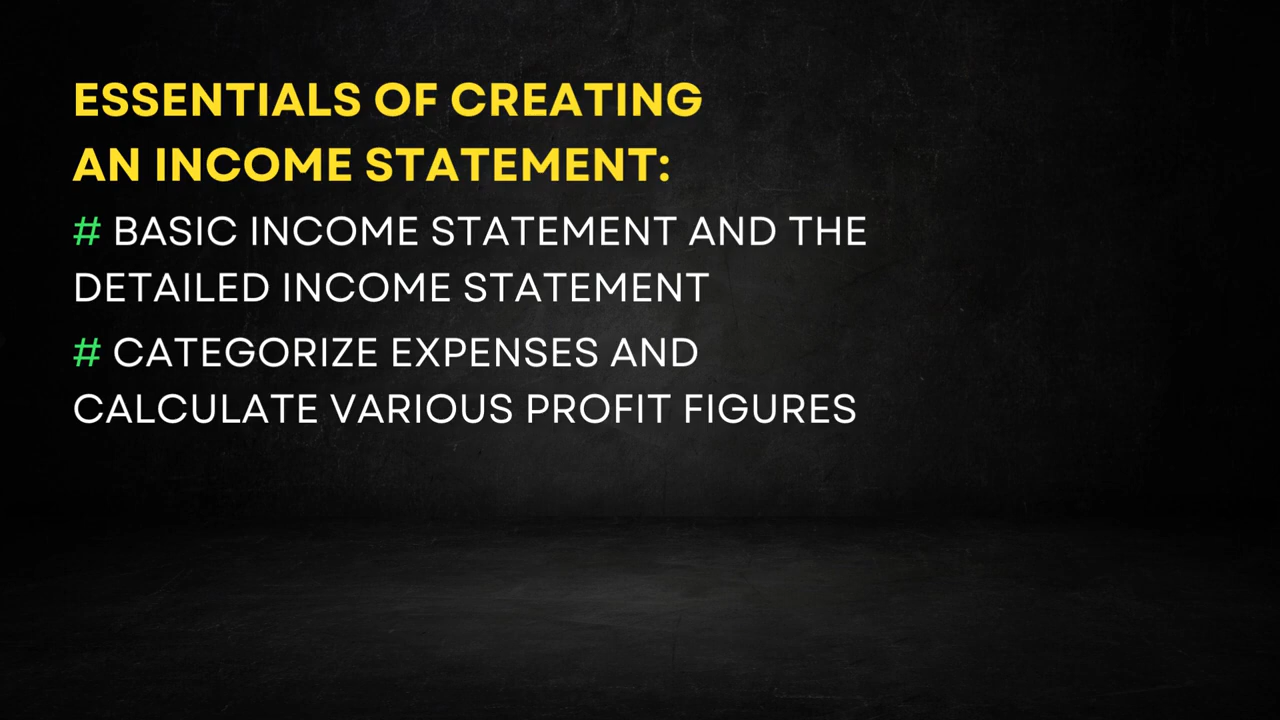 ESSENTIALS OF CREATING
AN INCOME STATEMENT:
# BASIC INCOME STATEMENT AND THE
DETAILED INCOME STATEMENT
# CATEGORIZE EXPENSES AND
CALCULATE VARIOUS PROFIT FIGURES